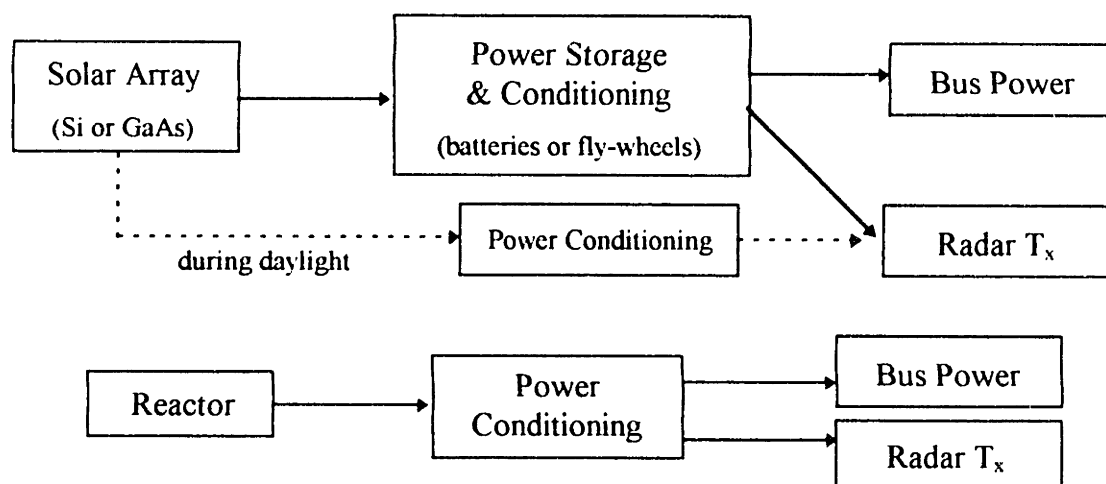 Solar Array
(Si or GaAs)
Power Storage
& Conditioning
(batteries or fly-wheels)
Bus Power
during daylight
Power Conditioning
Radar Tₓ
Reactor
Power
Conditioning
Bus Power
Radar Tₓ